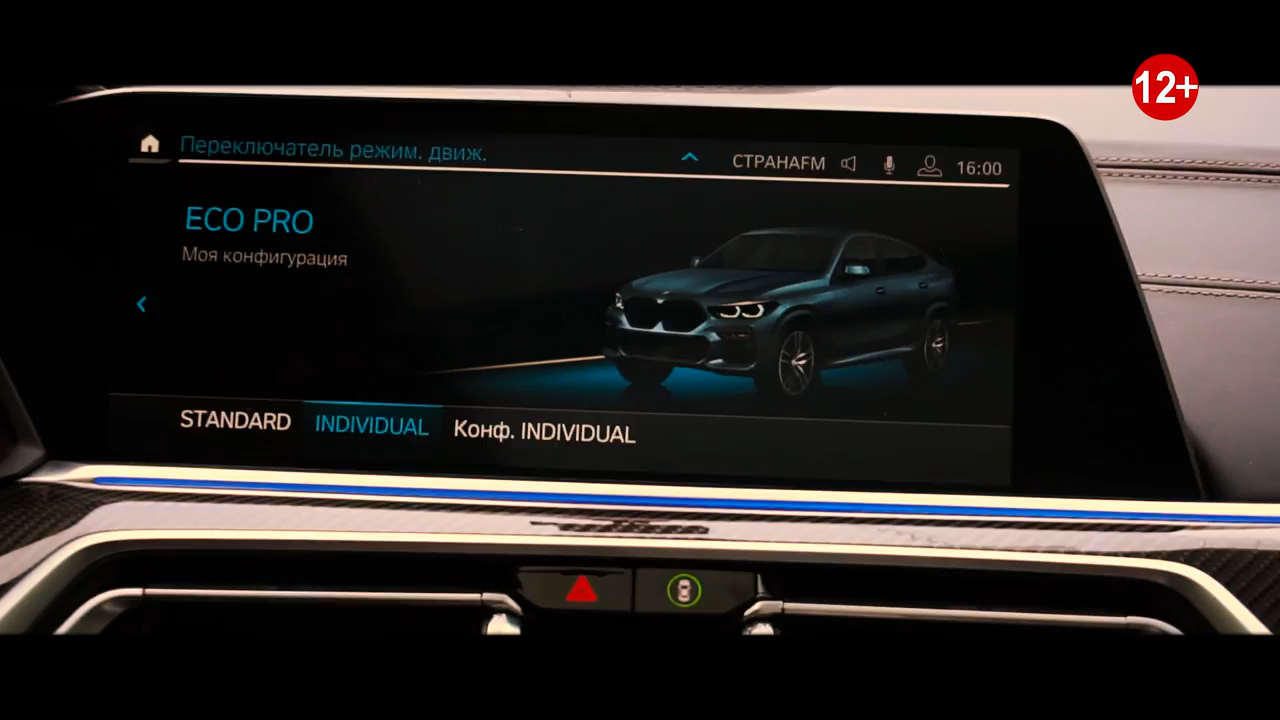 12+
Переключатель режим. движ.
СТРАНАFM
16:00
ECO PRO
Моя конфигурация
STANDARD
INDIVIDUAL
Конф. INDIVIDUAL